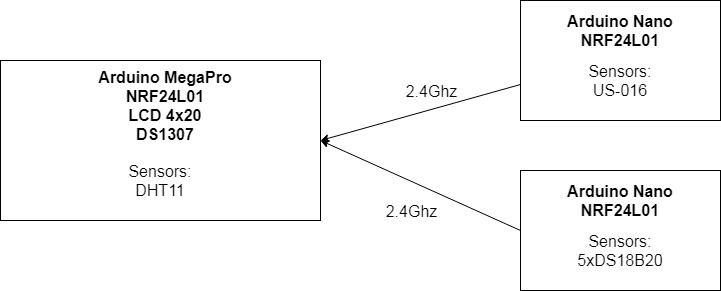 Arduino MegaPro
NRF24L01
LCD 4x20
DS1307
Sensors:
DHT11
2.4Ghz
2.4Ghz
Arduino Nano
NRF24L01
Sensors:
US-016
Arduino Nano
NRF24L01
Sensors:
5xDS18B20